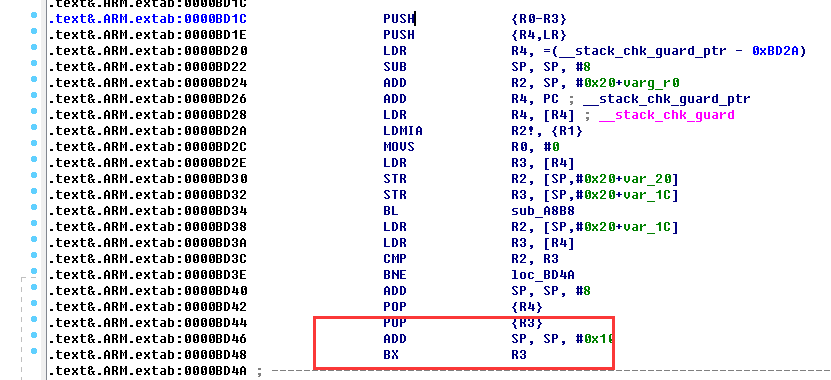 .text&.ARM.extab:0000BD1C PUSH {R0-R3}
.text&.ARM.extab:0000BD1E PUSH {R4,LR}
.text&.ARM.extab:0000BD20 LDR R4, =(__stack_chk_guard_ptr - 0xBD2A)
.text&.ARM.extab:0000BD22 SUB SP, SP, #8
.text&.ARM.extab:0000BD24 ADD R2, SP, #0x20+varg_r0
.text&.ARM.extab:0000BD26 ADD R4, PC ; __stack_chk_guard_ptr
.text&.ARM.extab:0000BD28 LDR R4, [R4] ; __stack_chk_guard
.text&.ARM.extab:0000BD2A LDMIA R2!, {R1}
.text&.ARM.extab:0000BD2C MOVS R0, #0
.text&.ARM.extab:0000BD2E LDR R3, [R4]
.text&.ARM.extab:0000BD30 STR R2, [SP,#0x20+var_20]
.text&.ARM.extab:0000BD32 STR R3, [SP,#0x20+var_1C]
.text&.ARM.extab:0000BD34 BL sub_A8B8
.text&.ARM.extab:0000BD38 LDR R2, [SP,#0x20+var_1C]
.text&.ARM.extab:0000BD3A LDR R3, [R4]
.text&.ARM.extab:0000BD3C CMP R2, R3
.text&.ARM.extab:0000BD3E BNE loc_BD4A
.text&.ARM.extab:0000BD40 ADD SP, SP, #8
.text&.ARM.extab:0000BD42 POP {R4}
.text&.ARM.extab:0000BD44 POP {R3}
.text&.ARM.extab:0000BD46 ADD SP, SP, #0x10
.text&.ARM.extab:0000BD48 BX R3
.text&.ARM.extab:0000BD4A ;